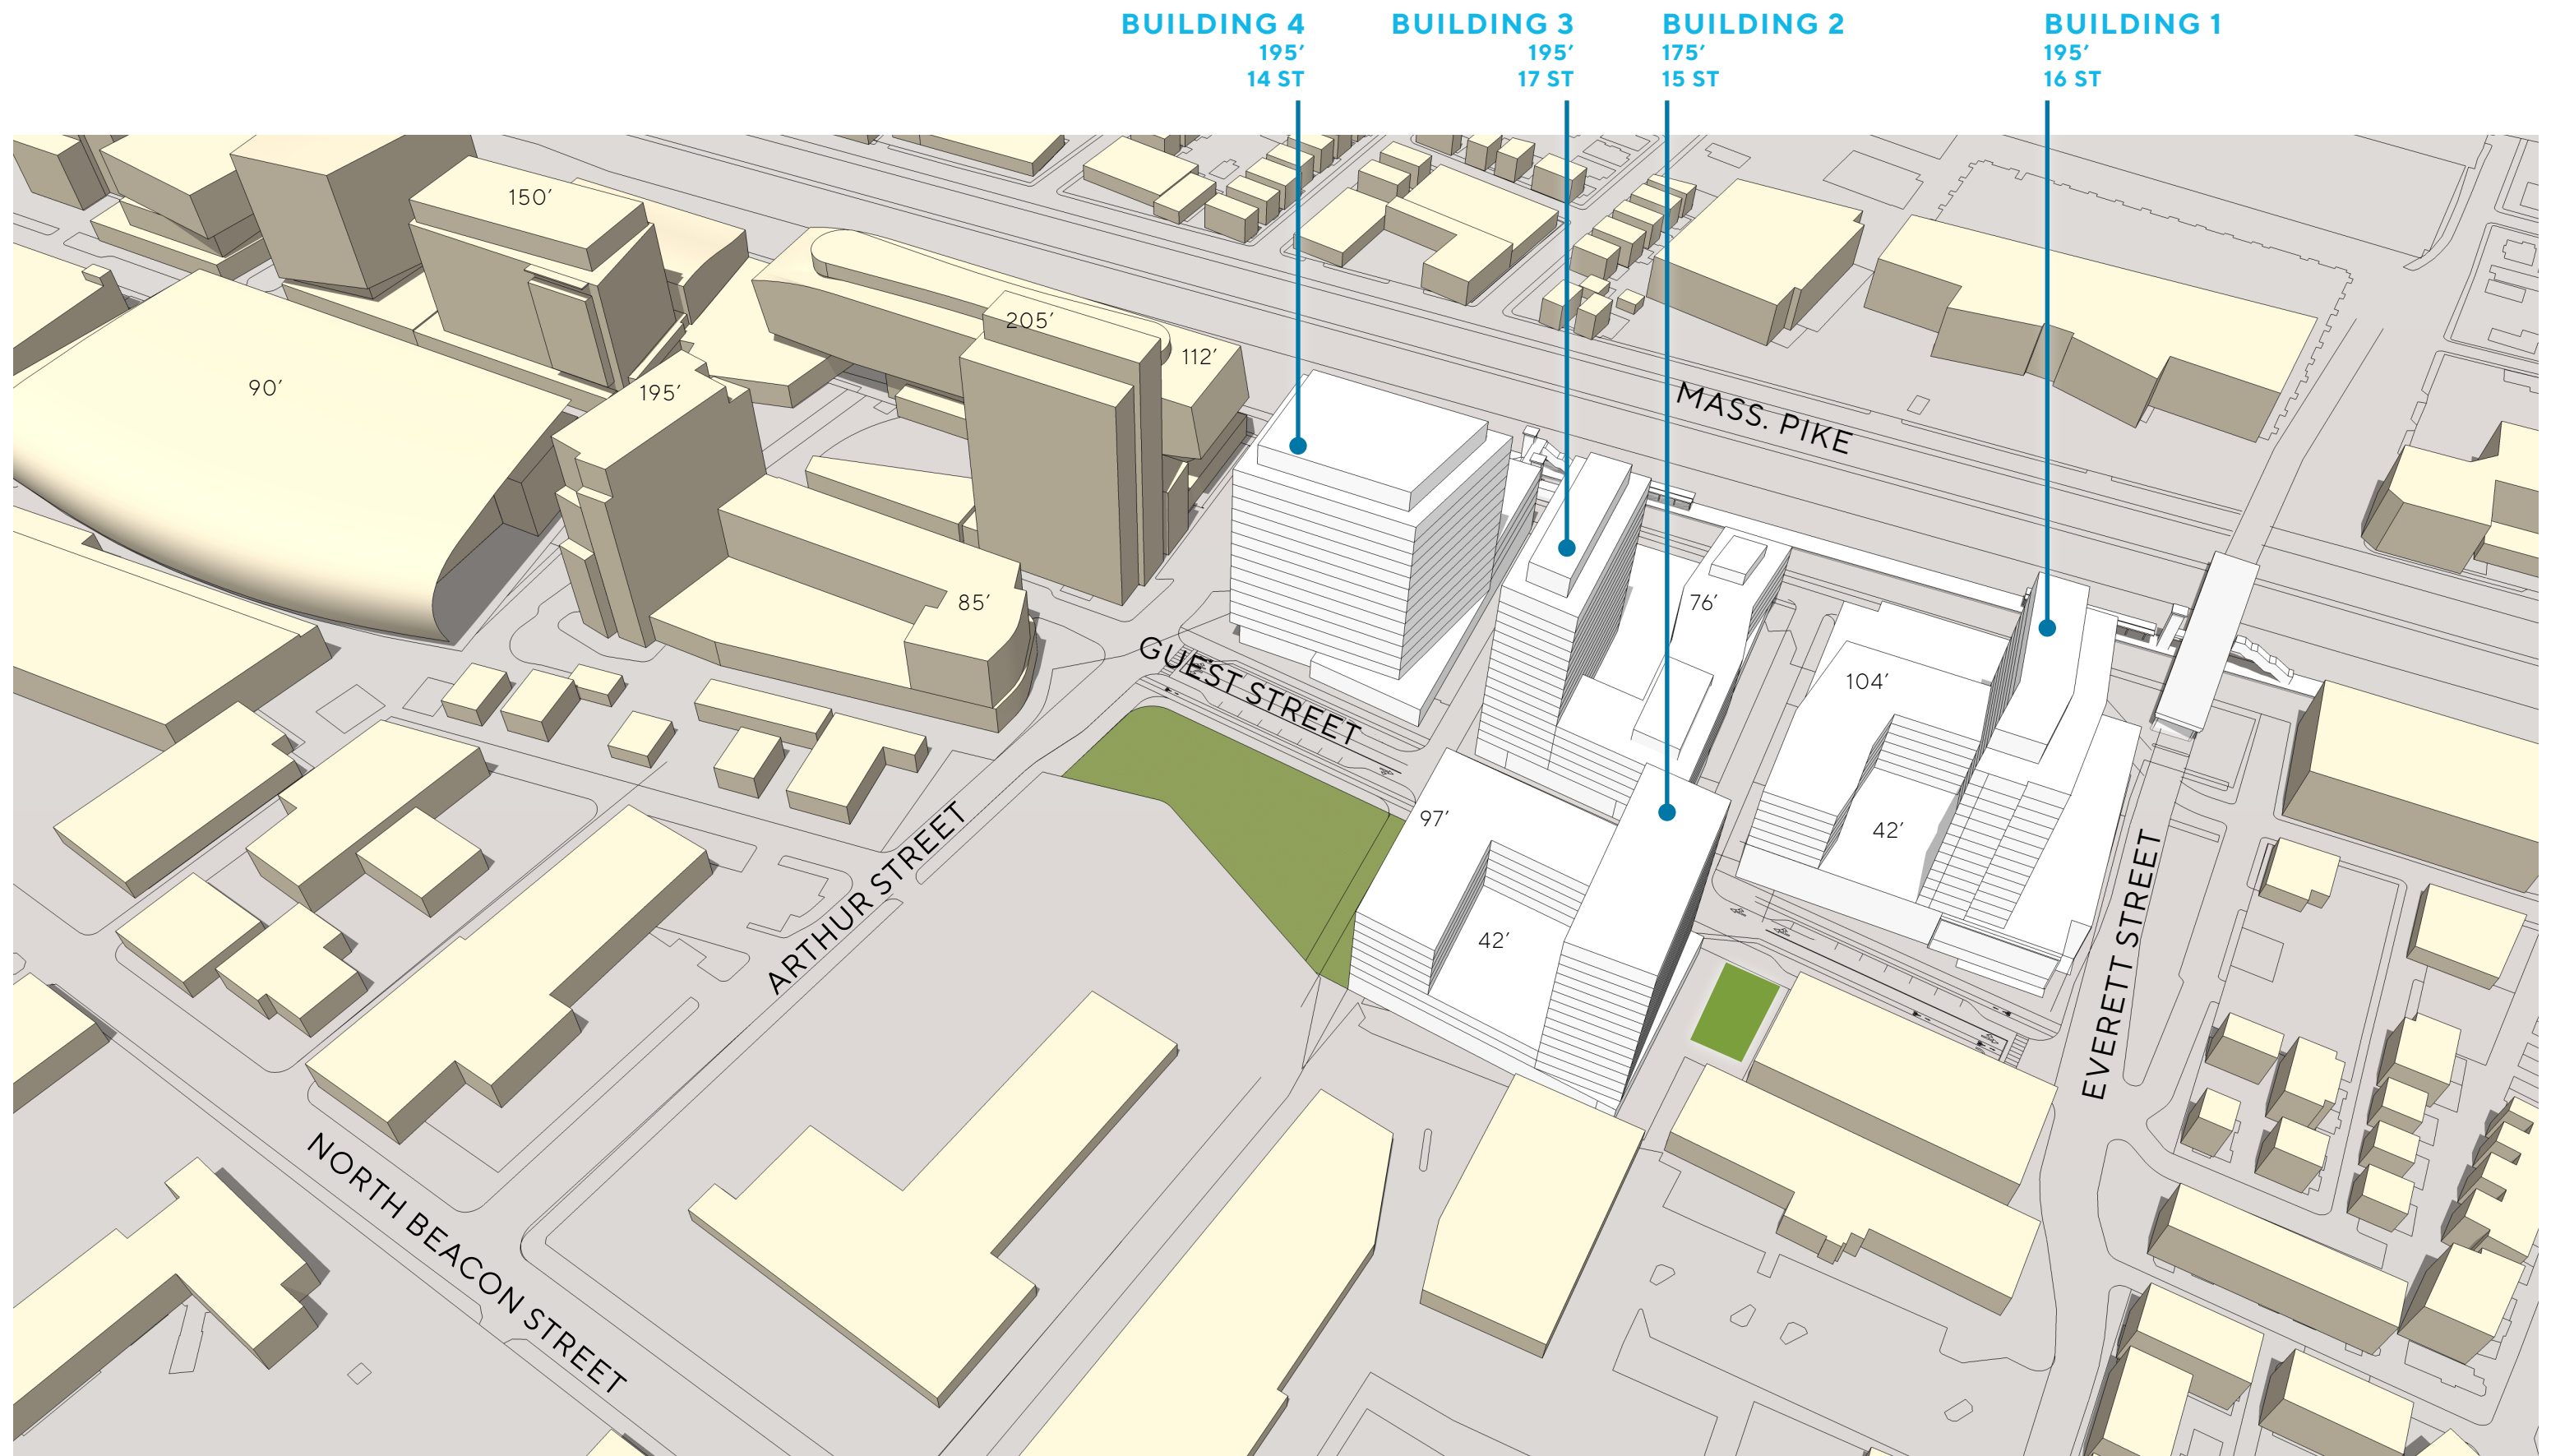 BUILDING 4
195′
14 ST
BUILDING 3
195′
17 ST
BUILDING 2
175′
15 ST
BUILDING 1
195′
16 ST
150′
205′
112′
90′
195′
MASS. PIKE
85′
76′
GUEST STREET
104′
97′
42′
42′
ARTHUR STREET
EVERETT STREET
NORTH BEACON STREET